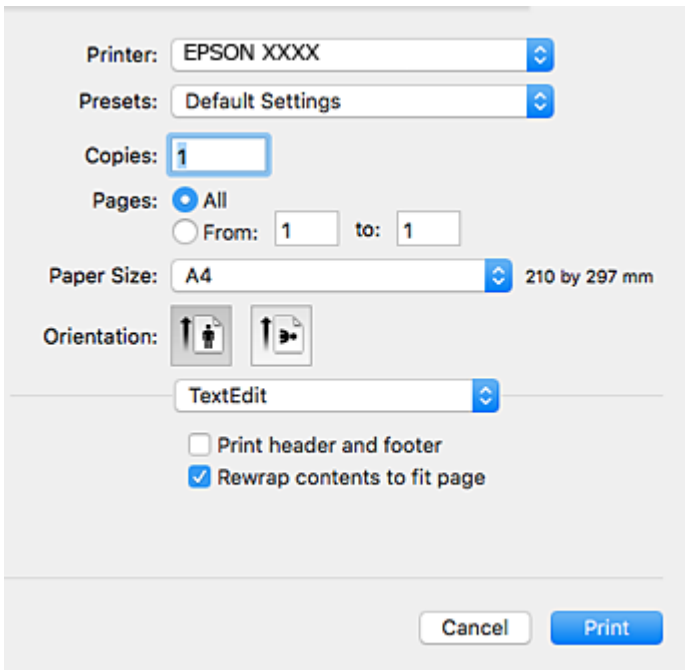 Printer: EPSON XXXX
Presets: Default Settings
Copies: 1
Pages: All
From: 1 to: 1
Paper Size: A4 210 by 297 mm
Orientation:
TextEdit
Print header and footer
Rewrap contents to fit page
Cancel Print